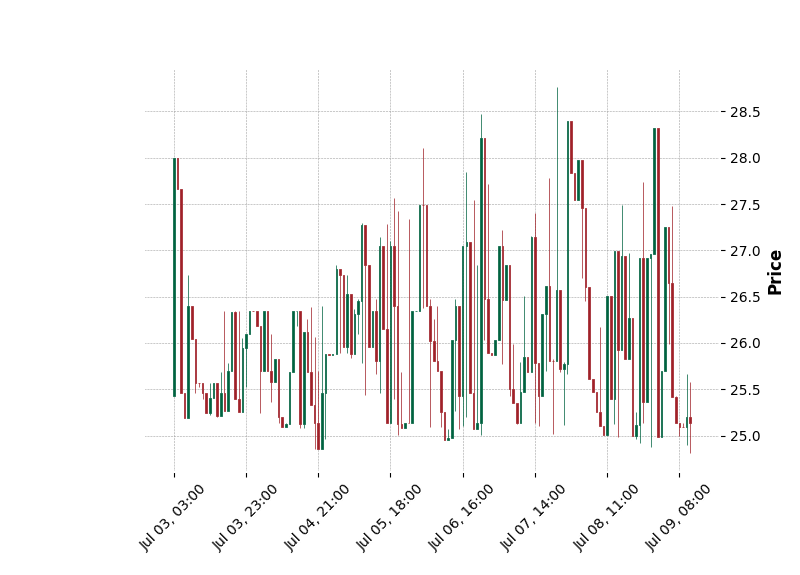 28.5
28.0
27.5
27.0
26.5
26.0
25.5
25.0
Price
Jul 03, 03:00
Jul 03, 23:00
Jul 04, 21:00
Jul 05, 18:00
Jul 06, 16:00
Jul 07, 14:00
Jul 08, 11:00
Jul 09, 08:00